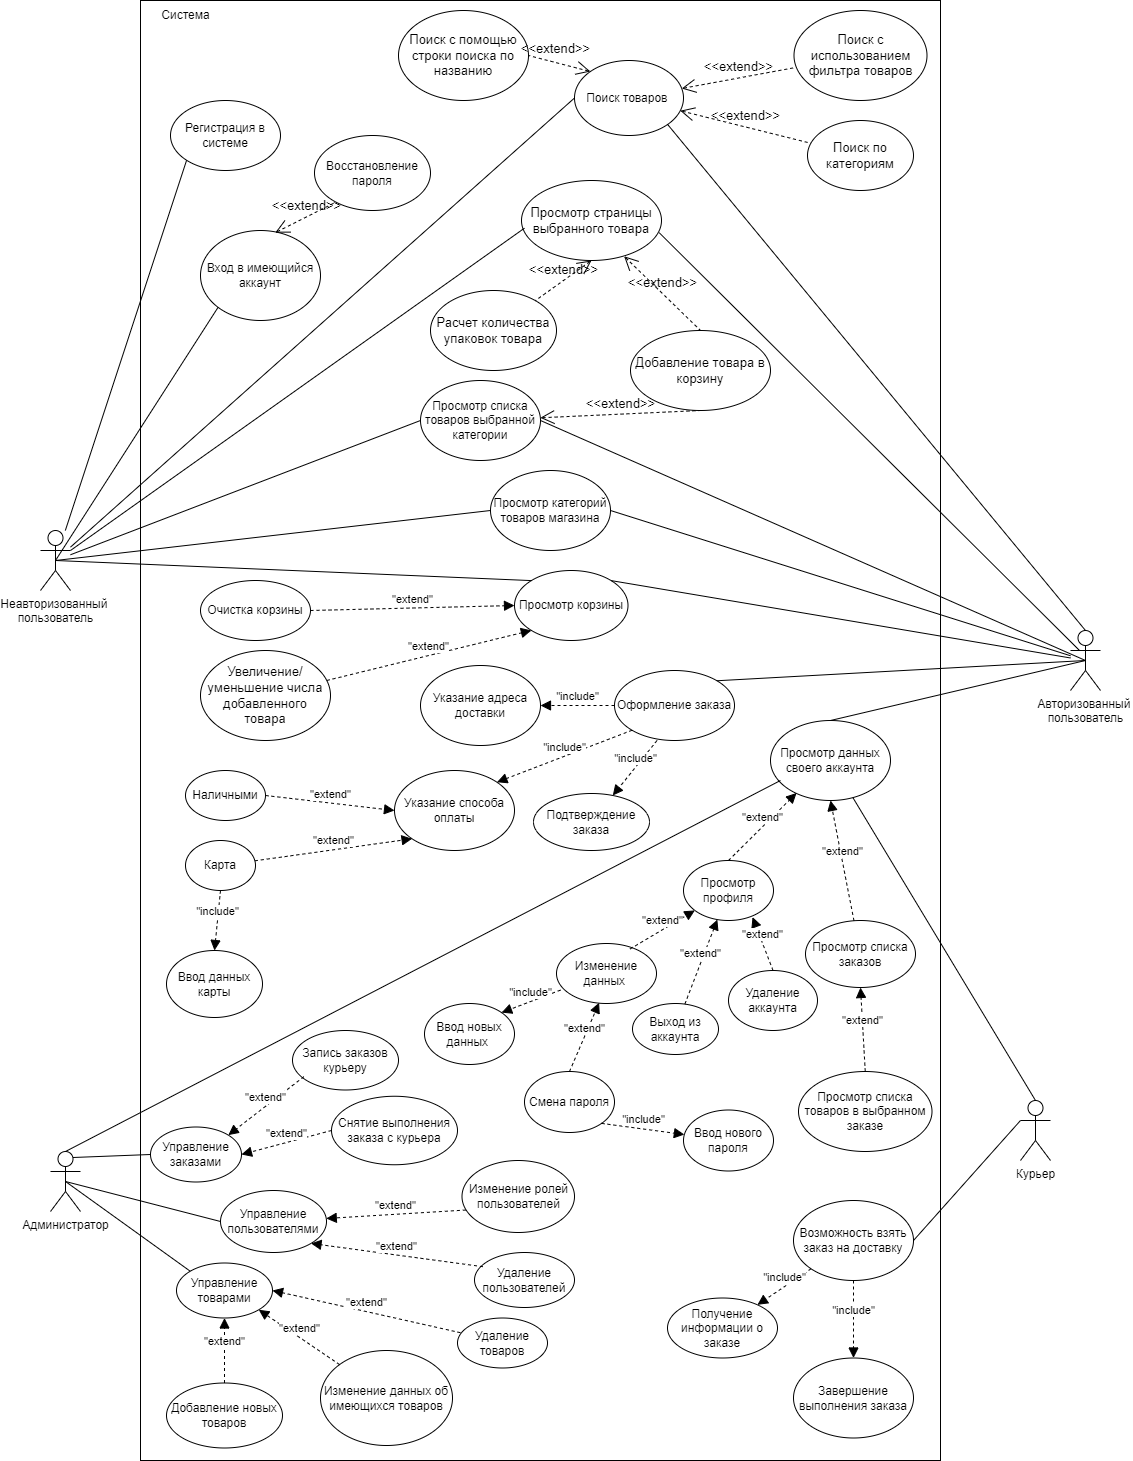 Система
Поиск с помощью
строки поиска по
названию
<<extend>>
Поиск товаров
<<extend>>
Поиск с
использованием
фильтра товаров
<<extend>>
Поиск по
категориям
Регистрация в
системе
Восстановление
пароля
<<extend>>
Вход в имеющийся
аккаунт
Просмотр страницы
выбранного товара
<<extend>>
<<extend>>
Расчет количества
упаковок товара
Добавление товара в
корзину
<<extend>>
Просмотр списка
товаров выбранной
категории
Просмотр категорий
товаров магазина
Неавторизованный
пользователь
Очистка корзины
"extend"
Просмотр корзины
"extend"
Увеличение/
уменьшение числа
добавленного
товара
Указание адреса
доставки
"include"
Оформление заказа
Авторизованный
пользователь
"include"
"include"
Просмотр данных
своего аккаунта
Наличными
"extend"
Указание способа
оплаты
Подтверждение
заказа
"extend"
Карта
"extend"
"extend"
"include"
Просмотр
профиля
Ввод данных
карты
"extend"
"extend"
"extend"
Просмотр списка
заказов
Изменение
данных
"include"
Удаление
аккаунта
Ввод новых
данных
"extend"
Выход из
аккаунта
"extend"
Запись заказов
курьеру
"extend"
Смена пароля
"include"
Ввод нового
пароля
Просмотр списка
товаров в выбранном
заказе
Снятие выполнения
заказа с курьера
"extend"
Управление
заказами
Курьер
Администратор
Изменение ролей
пользователей
"extend"
Управление
пользователями
"extend"
Удаление
пользователей
Возможность взять
заказ на доставку
Управление
товарами
"extend"
"include"
"include"
"extend"
"extend"
Удаление
товаров
Получение
информации о
заказе
Добавление новых
товаров
Изменение данных об
имеющихся товаров
Завершение
выполнения заказа